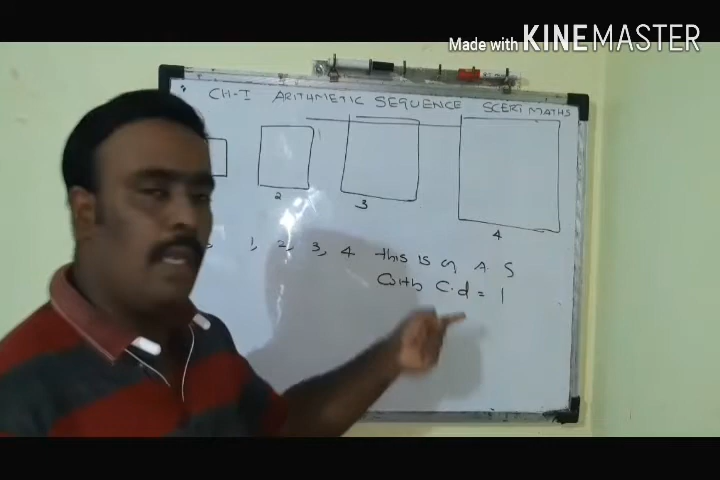 Made with KINEMASTER
CH-I ARITHMETIC SEQUENCE SCERT MATHS
2
3
4
1, 2, 3, 4 this is
A S
with C.d = 1